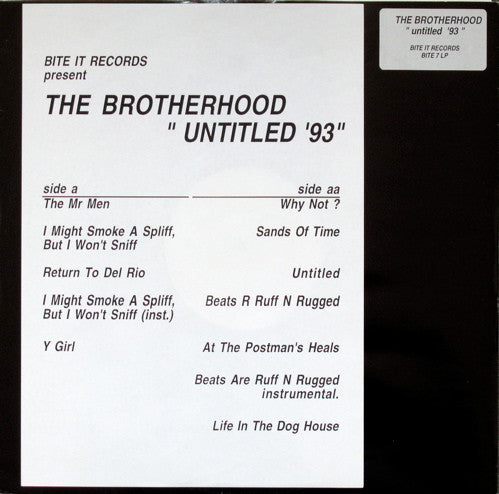 BITE IT RECORDS
present
THE BROTHERHOOD
" UNTITLED '93"
side a
The Mr Men
I Might Smoke A Spliff,
But I Won't Sniff
Return To Del Rio
I Might Smoke A Spliff,
But I Won't Sniff (inst.)
Y Girl
side aa
Why Not ?
Sands Of Time
Untitled
Beats R Ruff N Rugged
At The Postman's Heals
Beats Are Ruff N Rugged
instrumental.
Life In The Dog House
THE BROTHERHOOD
" untitled '93 "
BITE IT RECORDS
BITE 7 LP